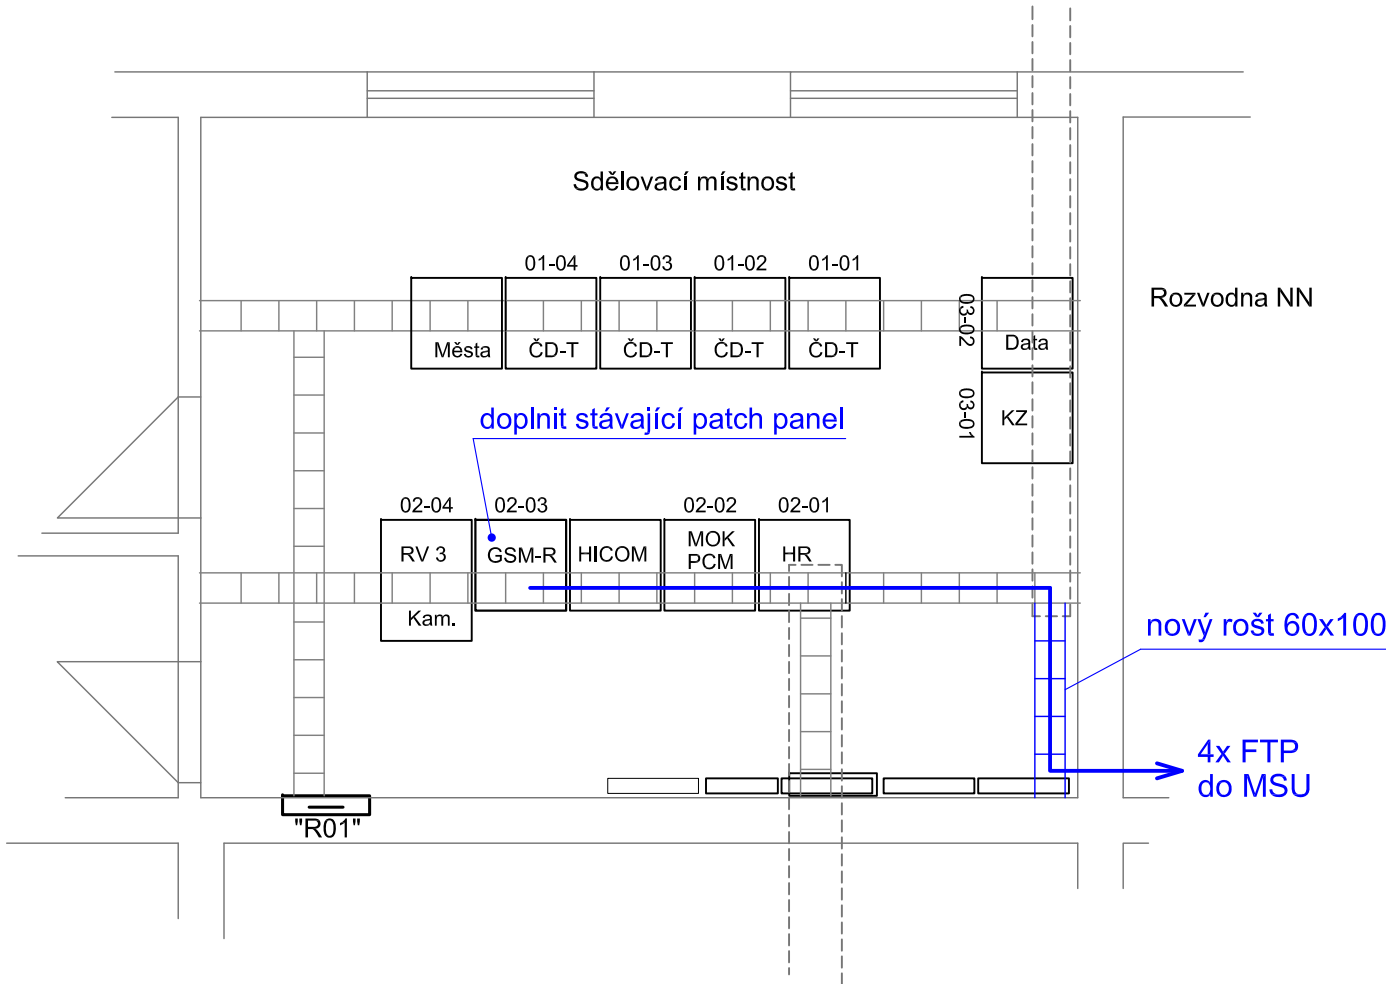 Sdělovací místnost
01-04
01-03
01-02
01-01
Rozvodna NN
03-02
Města
ČD-T
ČD-T
ČD-T
ČD-T
Data
03-01
KZ
doplnit stávající patch panel
02-04
02-03
02-02
02-01
RV 3
GSM-R
HICOM
MOK
PCM
HR
Kam.
nový rošt 60x100
4x FTP
do MSU
"R01"